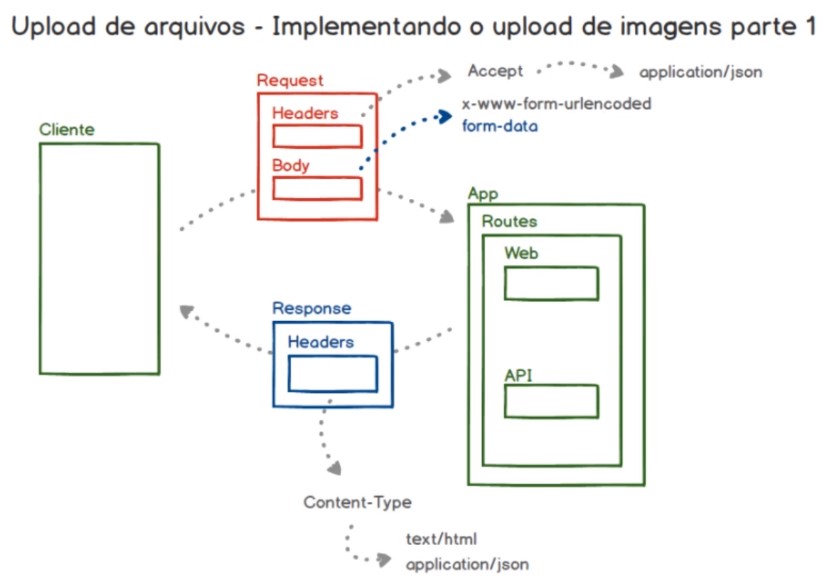 Upload de arquivos - Implementando o upload de imagens parte 1
Request
Accept
application/json
Headers
x-www-form-urlencoded
form-data
Cliente
Body
App
Routes
Web
Response
Headers
API
Content-Type
text/html
application/json